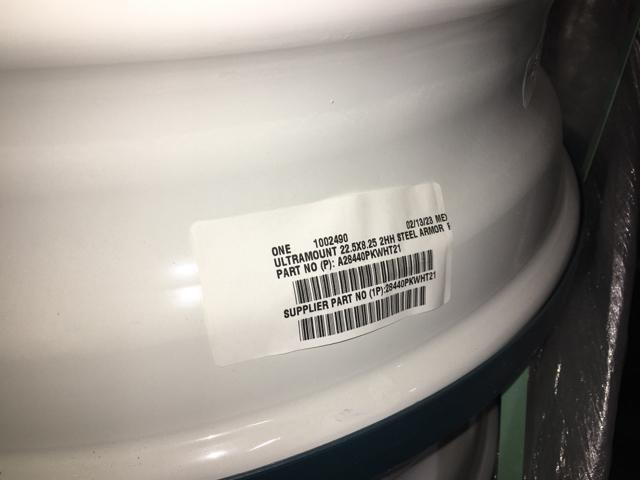 ONE 1002490 02/13/23 MEX
ULTRAMOUNT 22.5X8.25 2HH STEEL ARMOR
PART NO (P): A28440PKWHT21
SUPPLIER PART NO (1P):28440PKWHT21